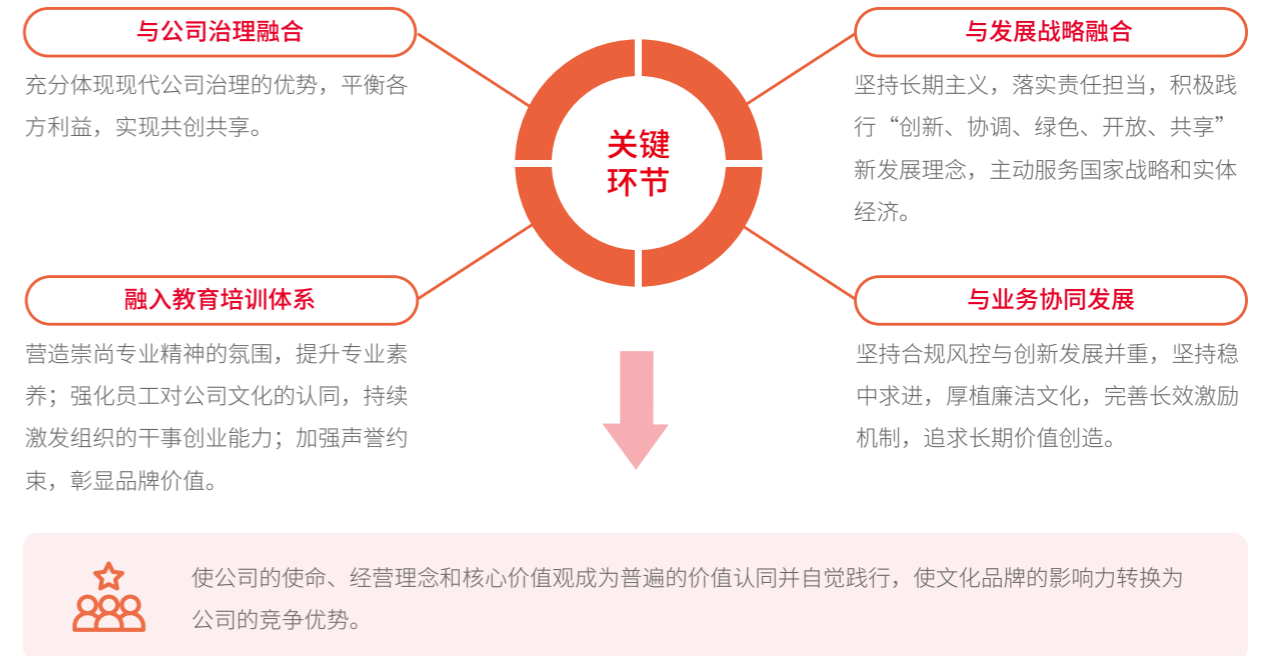 与公司治理融合
充分体现现代公司治理的优势，平衡各
方利益，实现共创共享。
与发展战略融合
坚持长期主义，落实责任担当，积极践
行“创新、协调、绿色、开放、共享”
新发展理念，主动服务国家战略和实体
经济。
关键
环节
融入教育培训体系
营造崇尚专业精神的氛围，提升专业素
养；强化员工对公司文化的认同，持续
激发组织的干事创业能力；加强声誉约
束，彰显品牌价值。
与业务协同发展
坚持合规风控与创新发展并重，坚持稳
中求进，厚植廉洁文化，完善长效激励
机制，追求长期价值创造。
使公司的使命、经营理念和核心价值观成为普遍的价值认同并自觉践行，使文化品牌的影响力转换为
公司的竞争优势。